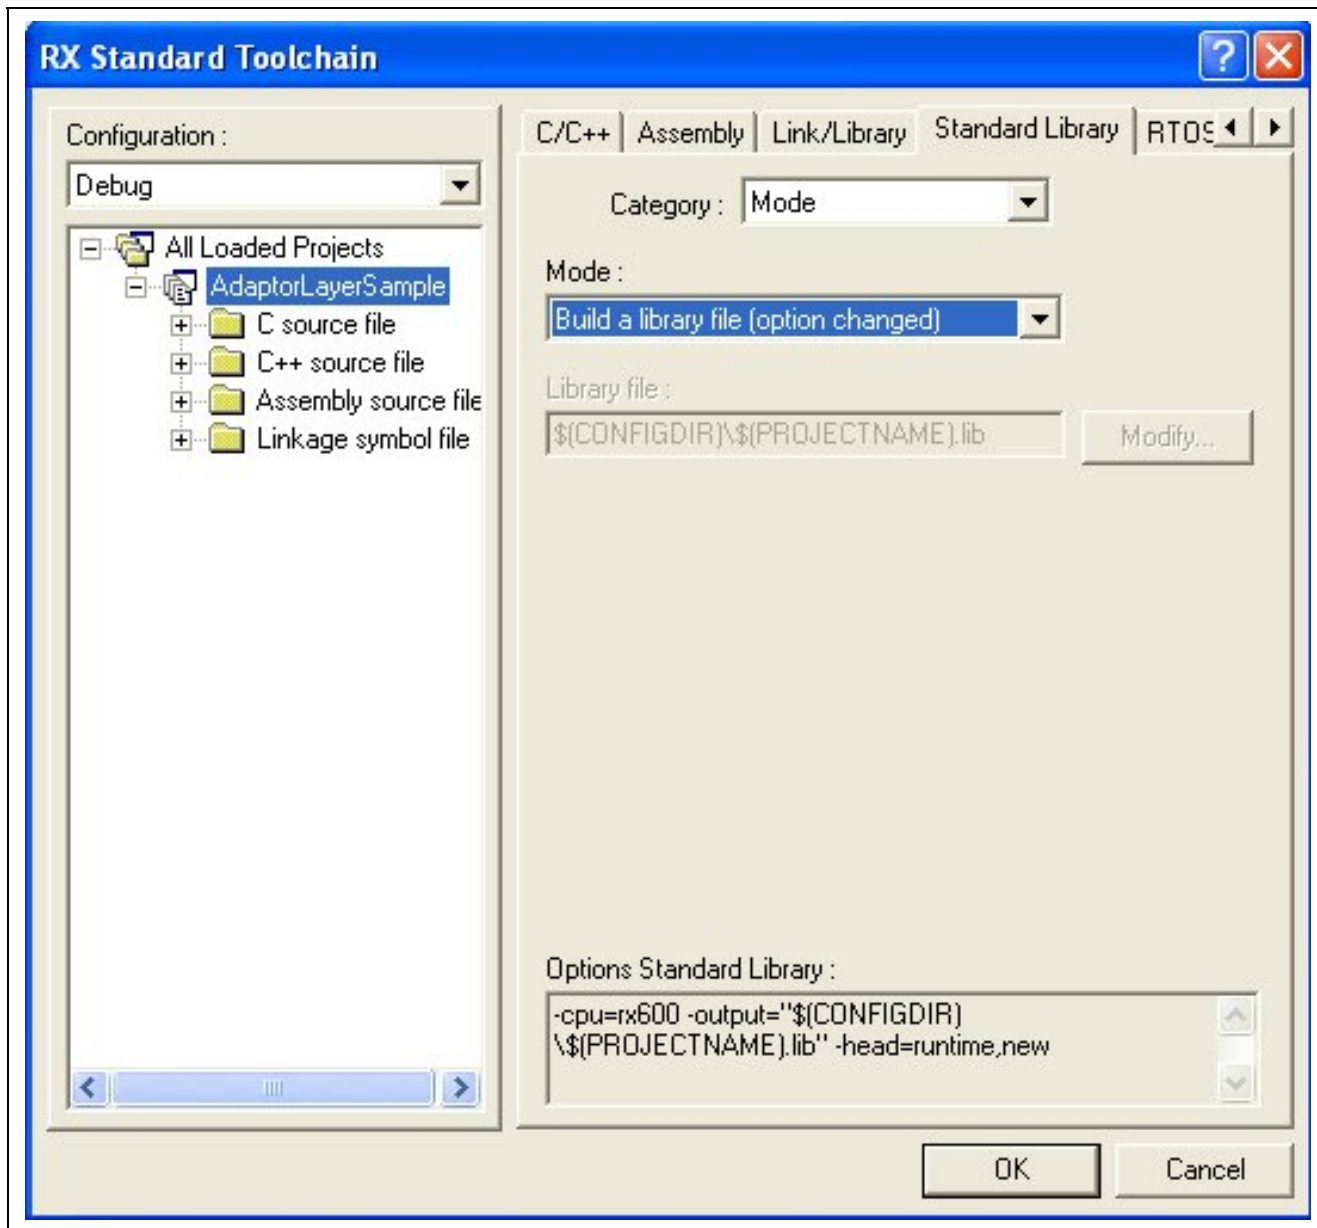 RX Standard Toolchain
Configuration :
Debug
All Loaded Projects
AdaptorLayerSample
C source file
C++ source file
Assembly source file
Linkage symbol file
C/C++ Assembly Link/Library Standard Library RTOS
Category : Mode
Mode :
Build a library file (option changed)
Library file :
$(CONFIGDIR)\$(PROJECTNAME).lib Modify...
Options Standard Library :
-cpu=rx600 -output="$(CONFIGDIR)
\$(PROJECTNAME).lib" -head=runtime,new
OK Cancel